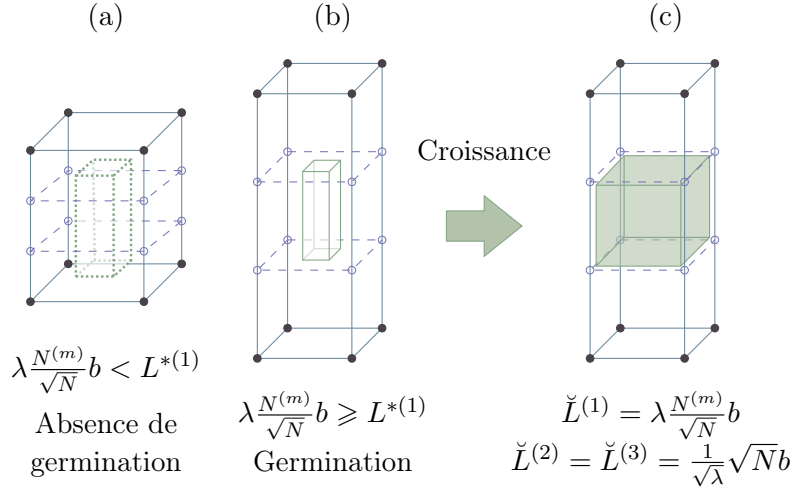 (a)
(b)
(c)
Croissance
λ N^(m)/√N b < L*(1)
Absence de
germination
λ N^(m)/√N b ⩾ L*(1)
Germination
L̆^(1) = λ N^(m)/√N b
L̆^(2) = L̆^(3) = 1/√λ √N b